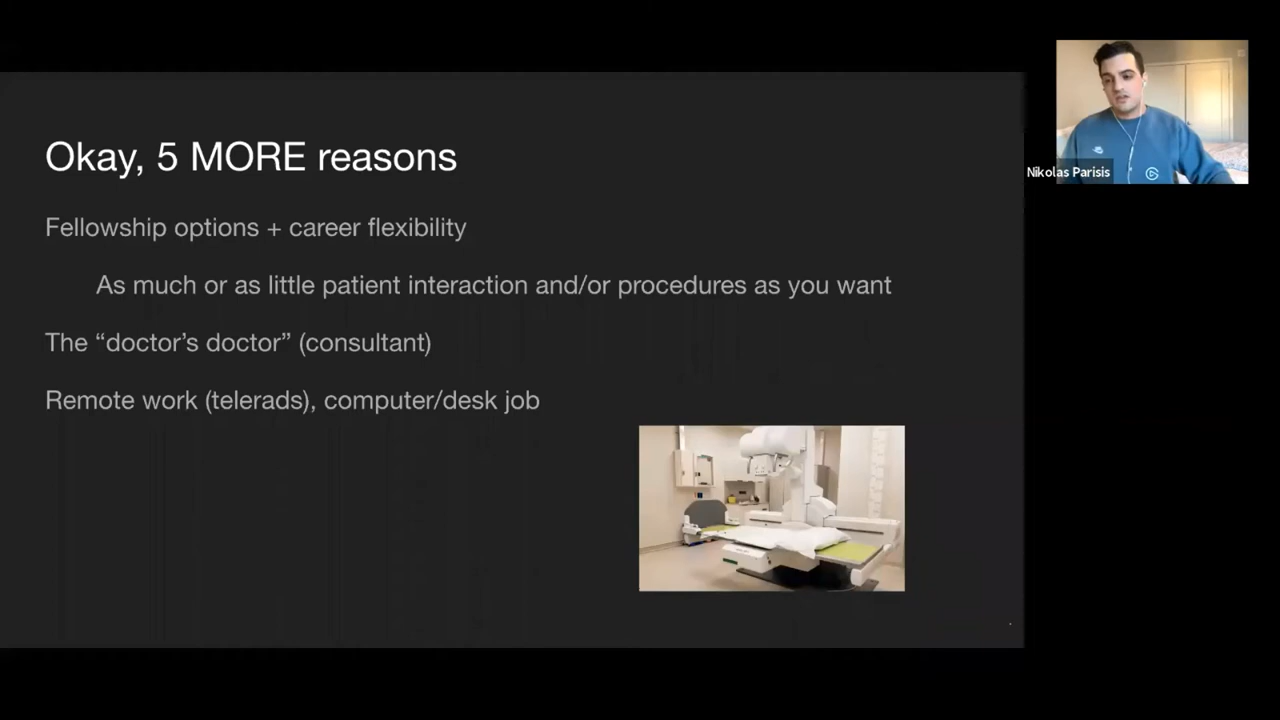 Okay, 5 MORE reasons
Fellowship options + career flexibility
As much or as little patient interaction and/or procedures as you want
The “doctor’s doctor” (consultant)
Remote work (telerads), computer/desk job
Nikolas Parisis